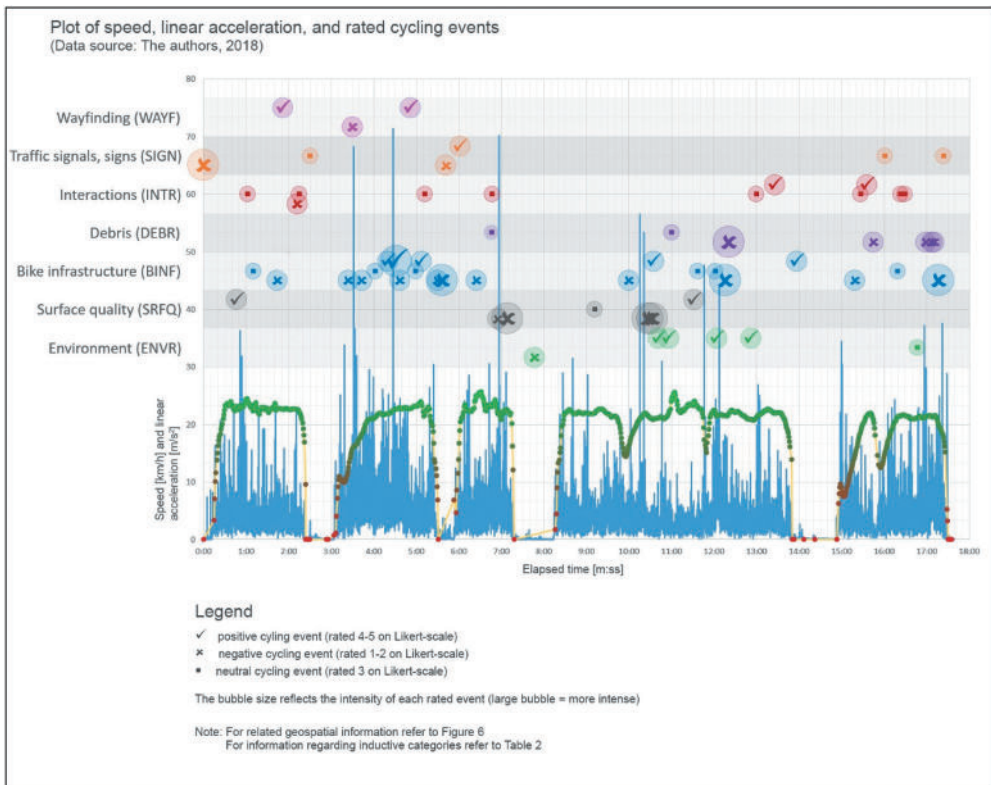 Plot of speed, linear acceleration, and rated cycling events
(Data source: The authors, 2018)
80
Wayfinding (WAYF)
70
Traffic signals, signs (SIGN)
Interactions (INTR)
60
Debris (DEBR)
50
Bike infrastructure (BINF)
Surface quality (SRFQ)
40
Environment (ENVR)
30
20
10
0
Speed [km/h] and linear
acceleration [m/s²]
0:00 1:00 2:00 3:00 4:00 5:00 6:00 7:00 8:00 9:00 10:00 11:00 12:00 13:00 14:00 15:00 16:00 17:00 18:00
Elapsed time [m:ss]
Legend
✓ positive cyling event (rated 4-5 on Likert-scale)
× negative cycling event (rated 1-2 on Likert-scale)
▪ neutral cycling event (rated 3 on Likert-scale)
The bubble size reflects the intensity of each rated event (large bubble = more intense)
Note: For related geospatial information refer to Figure 6
For information regarding inductive categories refer to Table 2